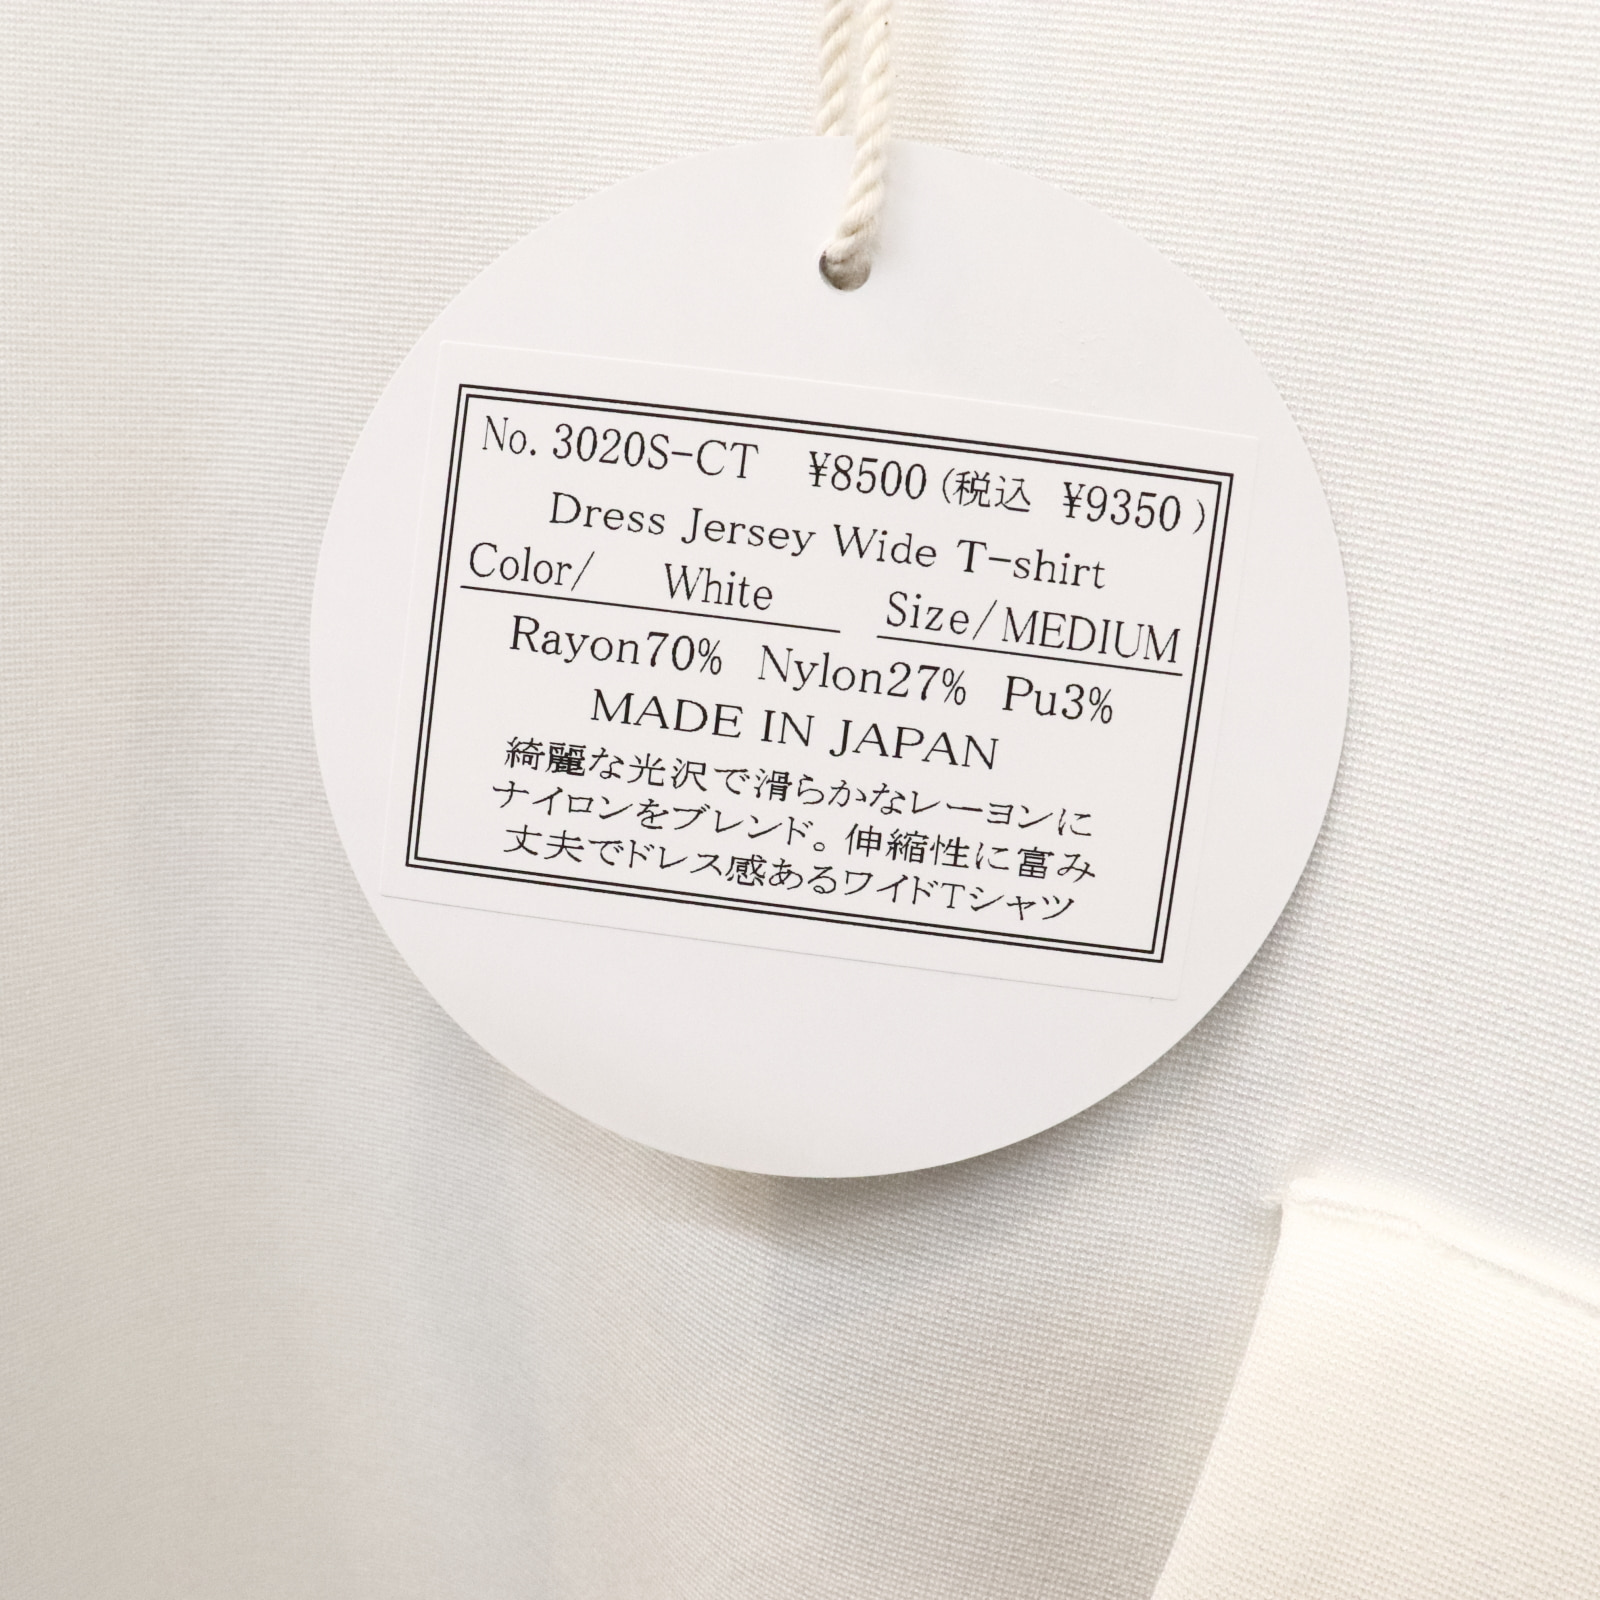 No. 3020S-CT ¥8500 (税込 ¥9350 )
Dress Jersey Wide T-shirt
Color/ White Size/MEDIUM
Rayon70% Nylon27% Pu3%
MADE IN JAPAN
綺麗な光沢で滑らかなレーヨンに
ナイロンをブレンド。伸縮性に富み
丈夫でドレス感あるワイドTシャツ